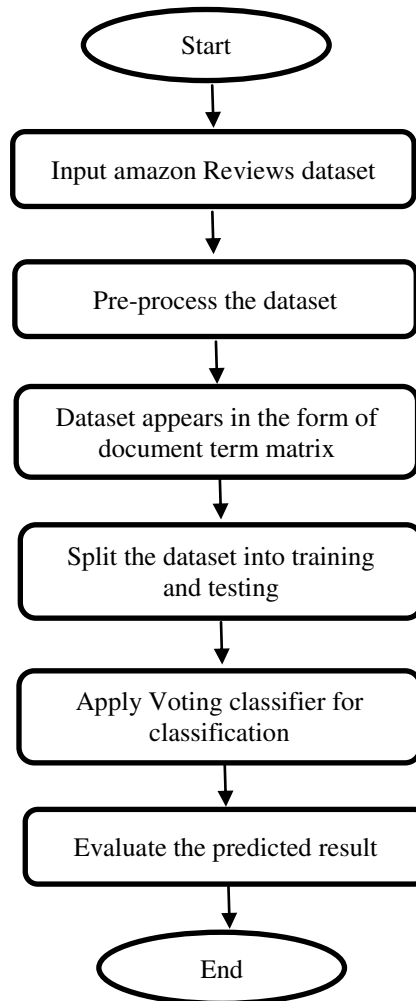 Start
Input amazon Reviews dataset
Pre-process the dataset
Dataset appears in the form of
document term matrix
Split the dataset into training
and testing
Apply Voting classifier for
classification
Evaluate the predicted result
End